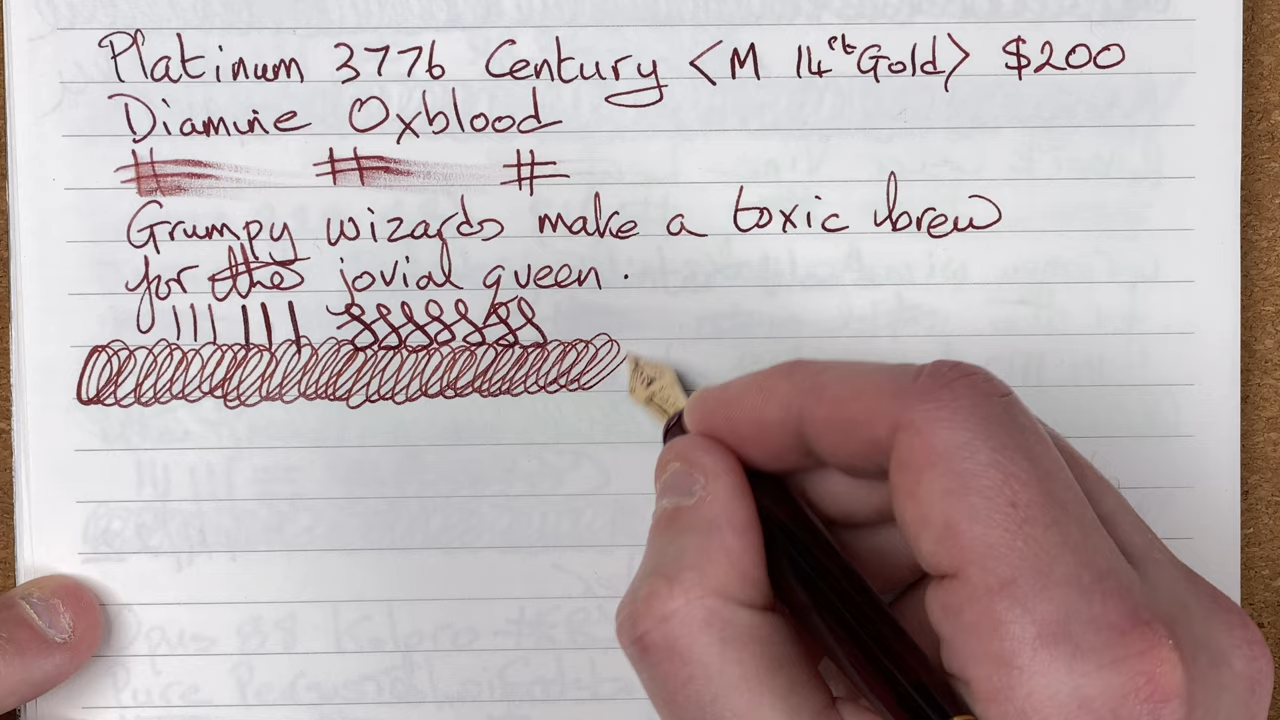 Platinum 3776 Century <M 14ct Gold> $200
Diamine Oxblood
# # #
Grumpy wizards make a toxic brew
for the jovial queen.